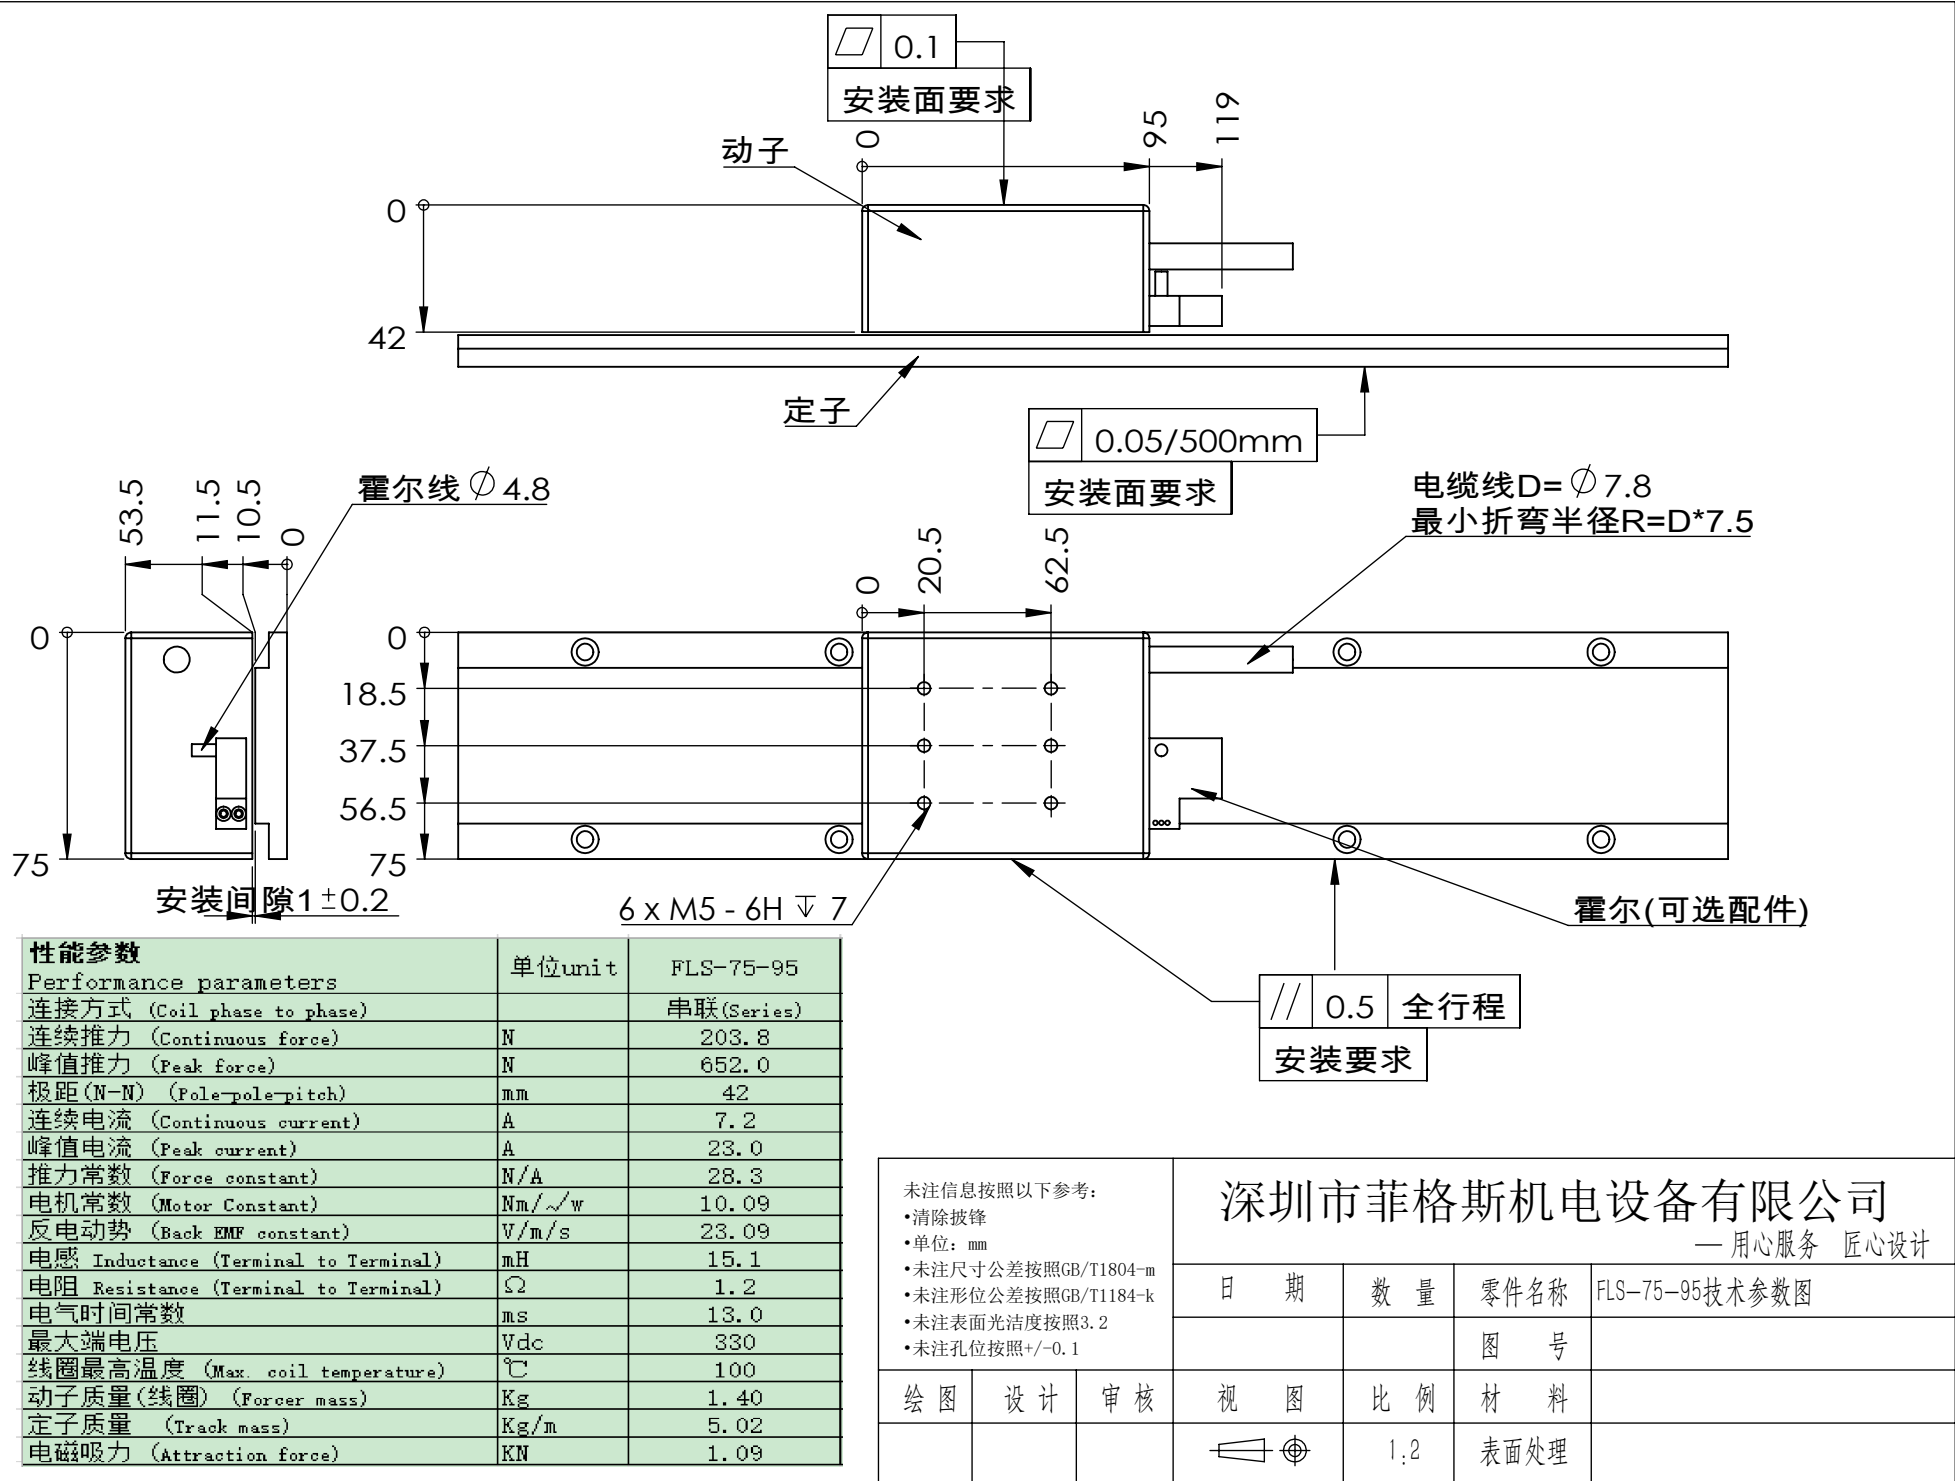 0.1
安装面要求
动子
0
95
119
0
42
定子
0.05/500mm
安装面要求
53.5
11.5
10.5
0
霍尔线∅4.8
电缆线D=∅7.8
最小折弯半径R=D*7.5
0
20.5
62.5
0
75
0
18.5
37.5
56.5
75
安装间隙1±0.2
6 x M5 - 6H ↧ 7
霍尔(可选配件)
// 0.5 全行程
安装要求
性能参数
Performance parameters 单位unit FLS-75-95
连接方式 (Coil phase to phase) 串联(Series)
连续推力 (Continuous force) N 203.8
峰值推力 (Peak force) N 652.0
极距(N-N) (Pole-pole-pitch) mm 42
连续电流 (Continuous current) A 7.2
峰值电流 (Peak current) A 23.0
推力常数 (Force constant) N/A 28.3
电机常数 (Motor Constant) Nm/√w 10.09
反电动势 (Back EMF constant) V/m/s 23.09
电感 Inductance (Terminal to Terminal) mH 15.1
电阻 Resistance (Terminal to Terminal) Ω 1.2
电气时间常数 ms 13.0
最大端电压 Vdc 330
线圈最高温度 (Max. coil temperature) ℃ 100
动子质量(线圈) (Forcer mass) Kg 1.40
定子质量 (Track mass) Kg/m 5.02
电磁吸力 (Attraction force) KN 1.09
未注信息按照以下参考:
•清除披锋
•单位: mm
•未注尺寸公差按照GB/T1804-m
•未注形位公差按照GB/T1184-k
•未注表面光洁度按照3.2
•未注孔位按照+/-0.1
深圳市菲格斯机电设备有限公司
— 用心服务 匠心设计
日 期 数 量 零件名称 FLS-75-95技术参数图
图 号
绘 图 设 计 审 核 视 图 比 例 材 料
1:2 表面处理